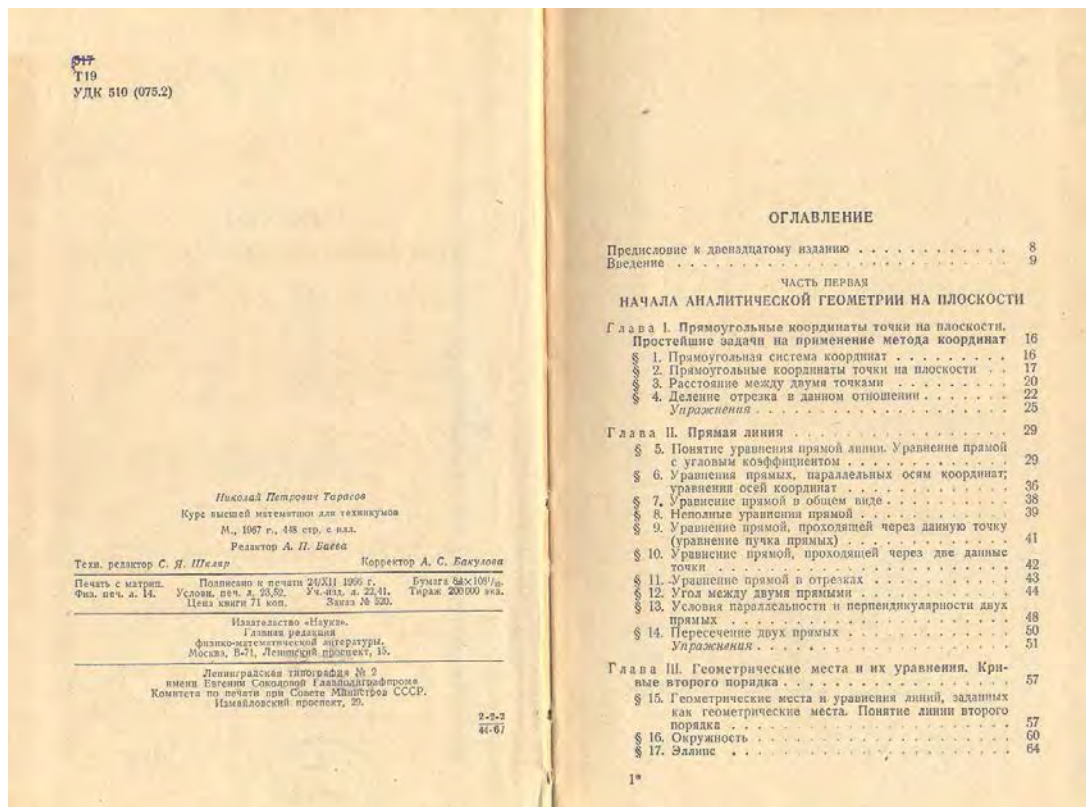 517
Т19
УДК 510 (075.2)
Николай Петрович Тарасов
Курс высшей математики для техникумов
М., 1967 г., 448 стр. с илл.
Редактор А. П. Баева
Техн. редактор С. Я. Шкляр Корректор А. С. Бакулова
Печать с матриц. Подписано к печати 24/XII 1966 г. Бумага 84×108¹/₃₂.
Физ. печ. л. 14. Условн. печ. л. 23,52. Уч.-изд. л. 22,41. Тираж 200000 экз.
Цена книги 71 коп. Заказ № 520.
Издательство «Наука».
Главная редакция
физико-математической литературы.
Москва, В-71, Ленинский проспект, 15.
Ленинградская типография № 2
имени Евгении Соколовой Главполиграфпрома
Комитета по печати при Совете Министров СССР.
Измайловский проспект, 29.
2-2-2
44-67
ОГЛАВЛЕНИЕ
Предисловие к двенадцатому изданию . . . . . . . . . . . . 8
Введение . . . . . . . . . . . . . . . . . . . . . . . . . . 9
ЧАСТЬ ПЕРВАЯ
НАЧАЛА АНАЛИТИЧЕСКОЙ ГЕОМЕТРИИ НА ПЛОСКОСТИ
Глава I. Прямоугольные координаты точки на плоскости.
Простейшие задачи на применение метода координат 16
§ 1. Прямоугольная система координат . . . . . . . . . 16
§ 2. Прямоугольные координаты точки на плоскости . . 17
§ 3. Расстояние между двумя точками . . . . . . . . . 20
§ 4. Деление отрезка в данном отношении . . . . . . . 22
Упражнения . . . . . . . . . . . . . . . . . . . . 25
Глава II. Прямая линия . . . . . . . . . . . . . . . . . 29
§ 5. Понятие уравнения прямой линии. Уравнение прямой
с угловым коэффициентом . . . . . . . . . . . . . 29
§ 6. Уравнения прямых, параллельных осям координат;
уравнения осей координат . . . . . . . . . . . . . 36
§ 7. Уравнение прямой в общем виде . . . . . . . . . . 38
§ 8. Неполные уравнения прямой . . . . . . . . . . . . 39
§ 9. Уравнение прямой, проходящей через данную точку
(уравнение пучка прямых) . . . . . . . . . . . . . 41
§ 10. Уравнение прямой, проходящей через две данные
точки . . . . . . . . . . . . . . . . . . . . . . . 42
§ 11. Уравнение прямой в отрезках . . . . . . . . . . . 43
§ 12. Угол между двумя прямыми . . . . . . . . . . . . 44
§ 13. Условия параллельности и перпендикулярности двух
прямых . . . . . . . . . . . . . . . . . . . . . . 48
§ 14. Пересечение двух прямых . . . . . . . . . . . . . 50
Упражнения . . . . . . . . . . . . . . . . . . . . 51
Глава III. Геометрические места и их уравнения. Кри-
вые второго порядка . . . . . . . . . . . . . . . . . . 57
§ 15. Геометрические места и уравнения линий, заданных
как геометрические места. Понятие линии второго
порядка . . . . . . . . . . . . . . . . . . . . . . 57
§ 16. Окружность . . . . . . . . . . . . . . . . . . . . 60
§ 17. Эллипс . . . . . . . . . . . . . . . . . . . . . . 64
1*